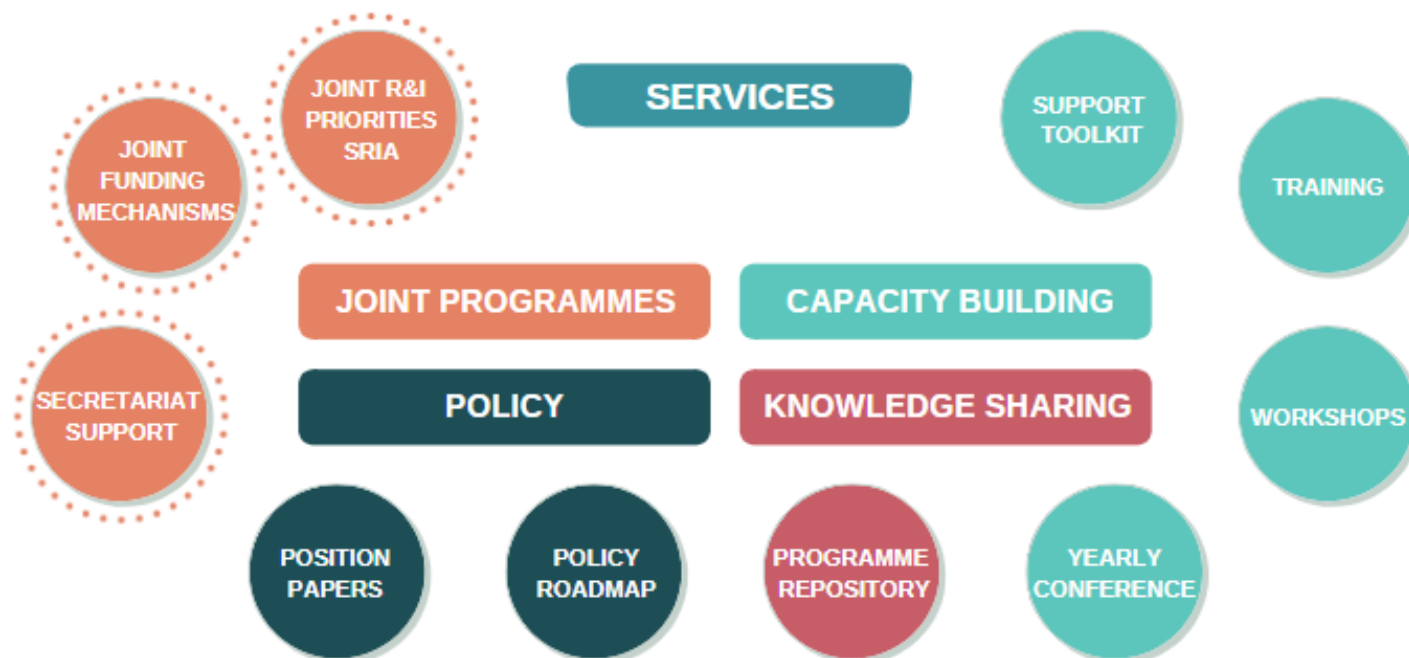 SERVICES
JOINT R&I
PRIORITIES
SRIA
JOINT
FUNDING
MECHANISMS
SECRETARIAT
SUPPORT
SUPPORT
TOOLKIT
TRAINING
WORKSHOPS
JOINT PROGRAMMES
CAPACITY BUILDING
POLICY
KNOWLEDGE SHARING
POSITION
PAPERS
POLICY
ROADMAP
PROGRAMME
REPOSITORY
YEARLY
CONFERENCE